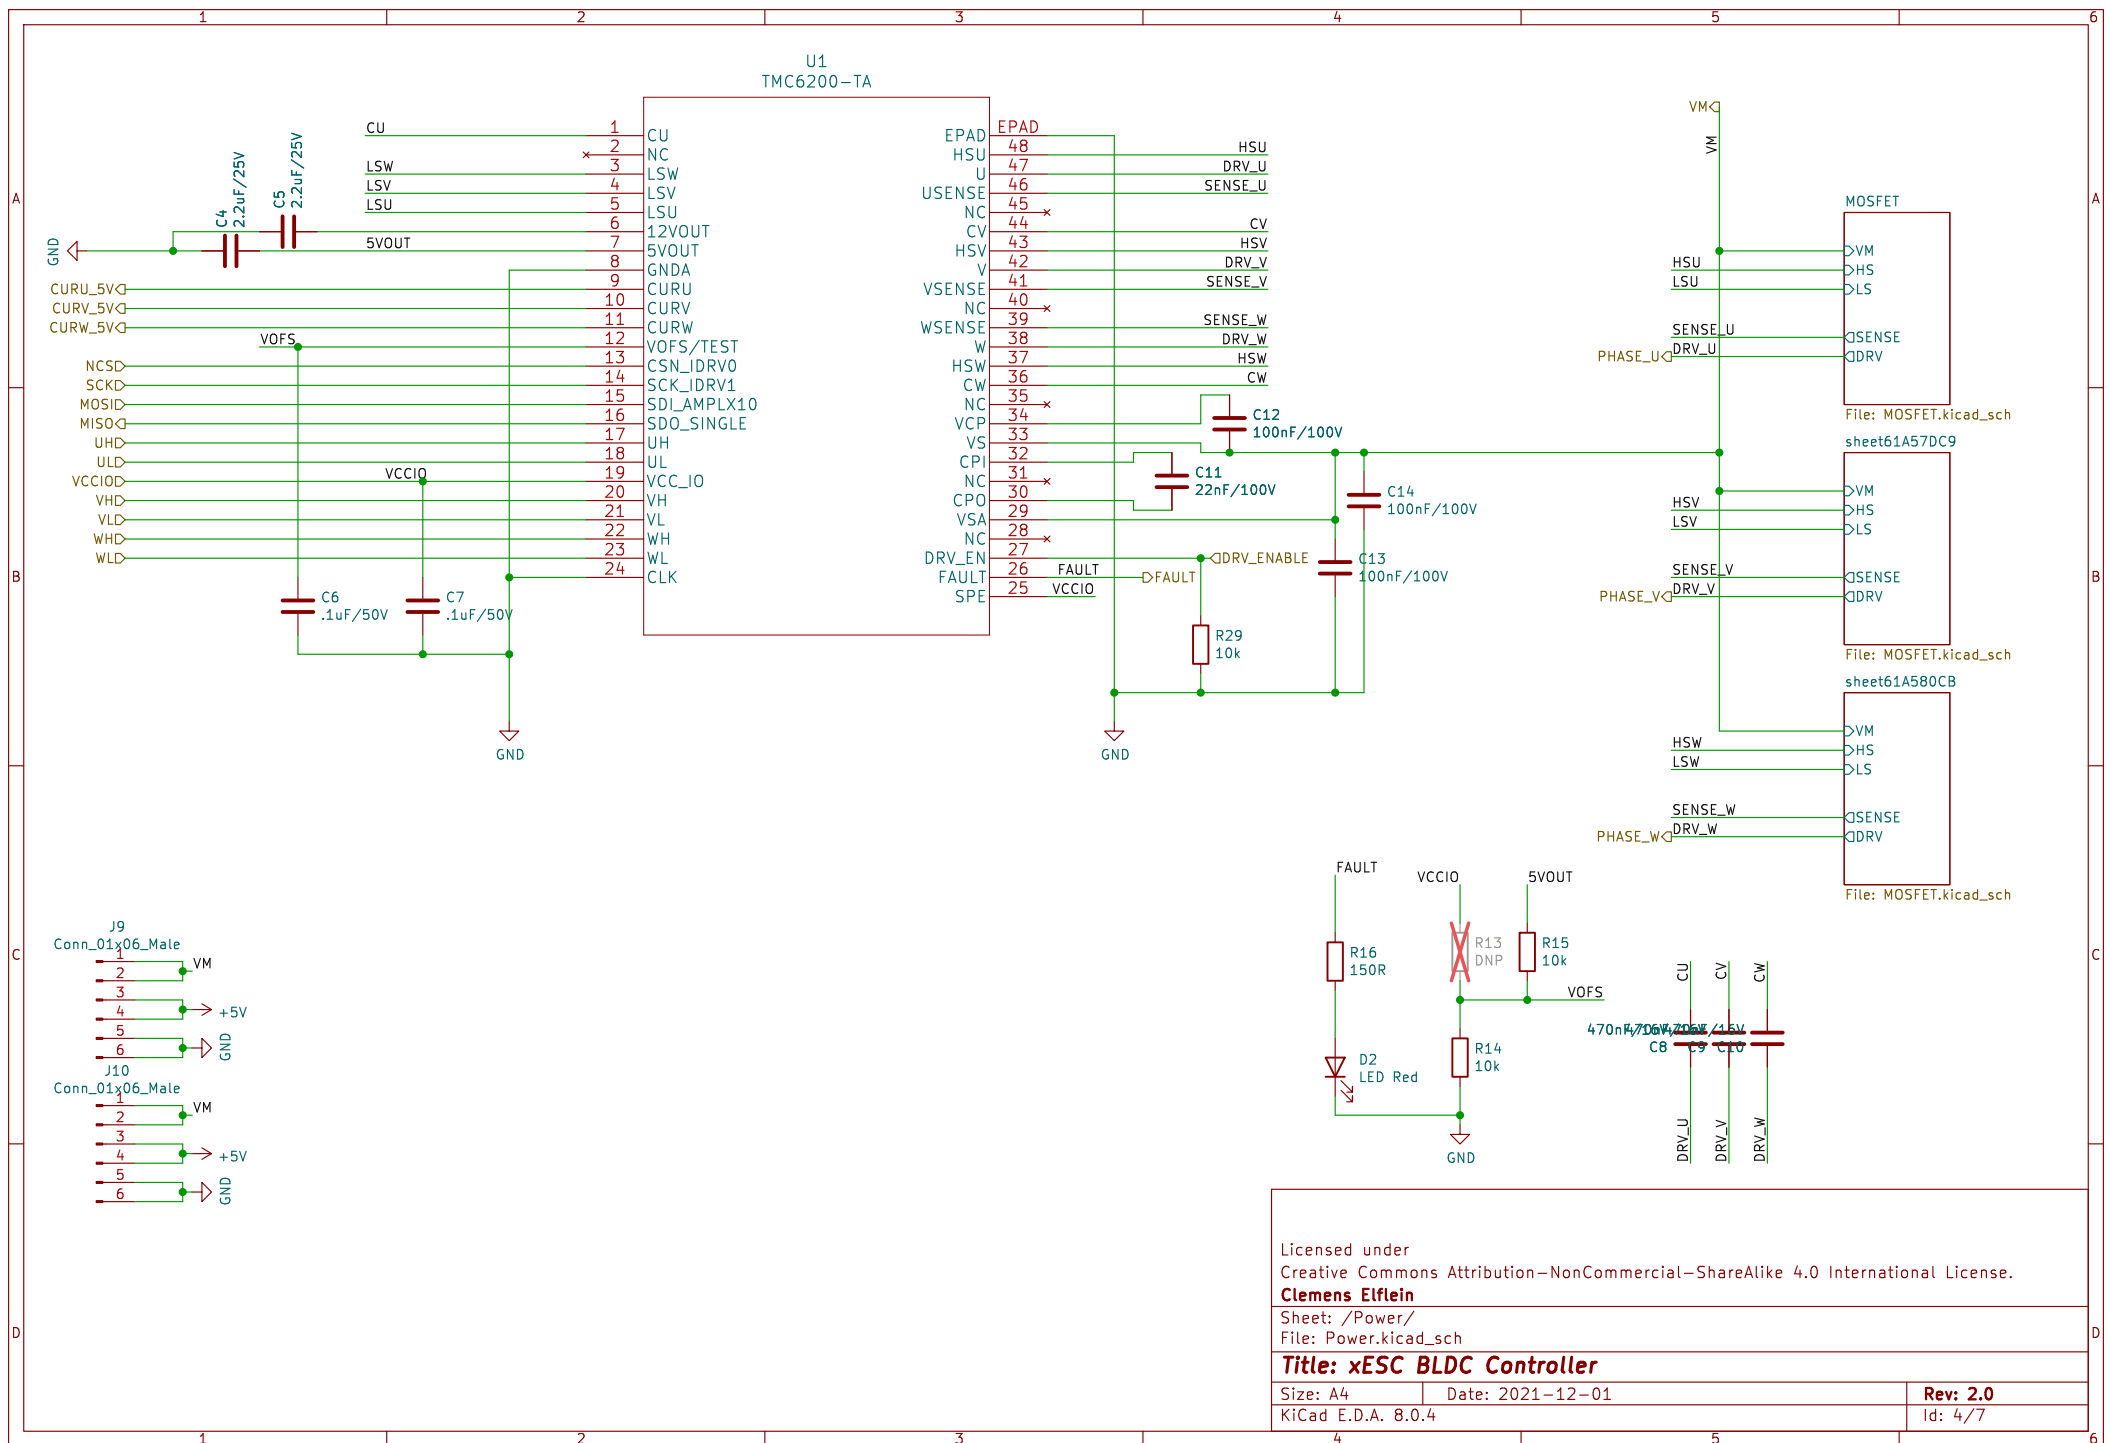 1 2 3 4 5 6
A
B
C
D
U1
TMC6200-TA
CU
LSW
LSV
LSU
5VOUT
C4
2.2uF/25V
C5
2.2uF/25V
GND
CURU_5V
CURV_5V
CURW_5V
VOFS
NCS
SCK
MOSI
MISO
UH
UL
VCCIO
VCCIO
VH
VL
WH
WL
1 CU
2 NC
3 LSW
4 LSV
5 LSU
6 12VOUT
7 5VOUT
8 GNDA
9 CURU
10 CURV
11 CURW
12 VOFS/TEST
13 CSN_IDRV0
14 SCK_IDRV1
15 SDI_AMPLX10
16 SDO_SINGLE
17 UH
18 UL
19 VCC_IO
20 VH
21 VL
22 WH
23 WL
24 CLK
EPAD EPAD
HSU 48
U 47
USENSE 46
NC 45
CV 44
HSV 43
V 42
VSENSE 41
NC 40
WSENSE 39
W 38
HSW 37
CW 36
NC 35
VCP 34
VS 33
CPI 32
NC 31
CPO 30
VSA 29
NC 28
DRV_EN 27
FAULT 26
SPE 25
HSU
DRV_U
SENSE_U
CV
HSV
DRV_V
SENSE_V
SENSE_W
DRV_W
HSW
CW
C12
100nF/100V
C11
22nF/100V
C14
100nF/100V
C13
100nF/100V
DRV_ENABLE
FAULT
FAULT
VCCIO
R29
10k
GND
C6
.1uF/50V
C7
.1uF/50V
GND
VM
VM
MOSFET
VM
HS
LS
SENSE
DRV
HSU
LSU
SENSE_U
DRV_U
PHASE_U
File: MOSFET.kicad_sch
sheet61A57DC9
VM
HS
LS
SENSE
DRV
HSV
LSV
SENSE_V
DRV_V
PHASE_V
File: MOSFET.kicad_sch
sheet61A580CB
VM
HS
LS
SENSE
DRV
HSW
LSW
SENSE_W
DRV_W
PHASE_W
File: MOSFET.kicad_sch
J9
Conn_01x06_Male
1
2
3
4
5
6
VM
+5V
GND
J10
Conn_01x06_Male
1
2
3
4
5
6
VM
+5V
GND
FAULT
R16
150R
D2
LED Red
VCCIO
R13
DNP
5VOUT
R15
10k
VOFS
R14
10k
GND
CU
CV
CW
C8
C9
C10
DRV_U
DRV_V
DRV_W
Licensed under
Creative Commons Attribution-NonCommercial-ShareAlike 4.0 International License.
Clemens Elflein
Sheet: /Power/
File: Power.kicad_sch
Title: xESC BLDC Controller
Size: A4 Date: 2021-12-01 Rev: 2.0
KiCad E.D.A. 8.0.4 Id: 4/7
A
B
C
D
1 2 3 4 5 6